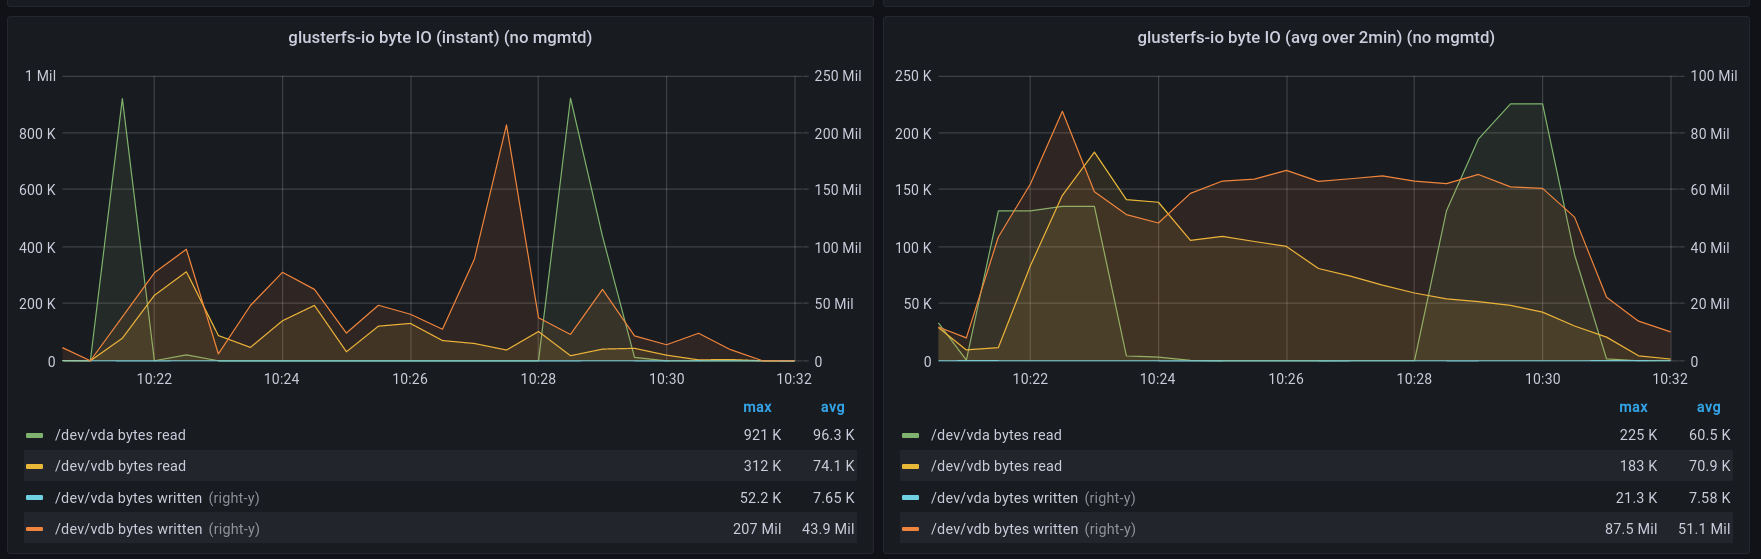 glusterfs-io byte IO (instant) (no mgmtd)
1 Mil
800 K
600 K
400 K
200 K
0
250 Mil
200 Mil
150 Mil
100 Mil
50 Mil
0
10:22 10:24 10:26 10:28 10:30 10:32
max avg
/dev/vda bytes read 921 K 96.3 K
/dev/vdb bytes read 312 K 74.1 K
/dev/vda bytes written (right-y) 52.2 K 7.65 K
/dev/vdb bytes written (right-y) 207 Mil 43.9 Mil
glusterfs-io byte IO (avg over 2min) (no mgmtd)
250 K
200 K
150 K
100 K
50 K
0
100 Mil
80 Mil
60 Mil
40 Mil
20 Mil
0
10:22 10:24 10:26 10:28 10:30 10:32
max avg
/dev/vda bytes read 225 K 60.5 K
/dev/vdb bytes read 183 K 70.9 K
/dev/vda bytes written (right-y) 21.3 K 7.58 K
/dev/vdb bytes written (right-y) 87.5 Mil 51.1 Mil